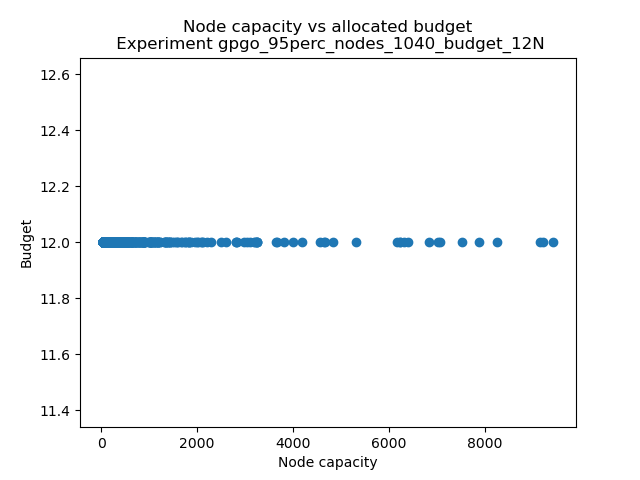 Node capacity vs allocated budget
Experiment gpgo_95perc_nodes_1040_budget_12N
12.6
12.4
12.2
12.0
11.8
11.6
11.4
Budget
0 2000 4000 6000 8000
Node capacity